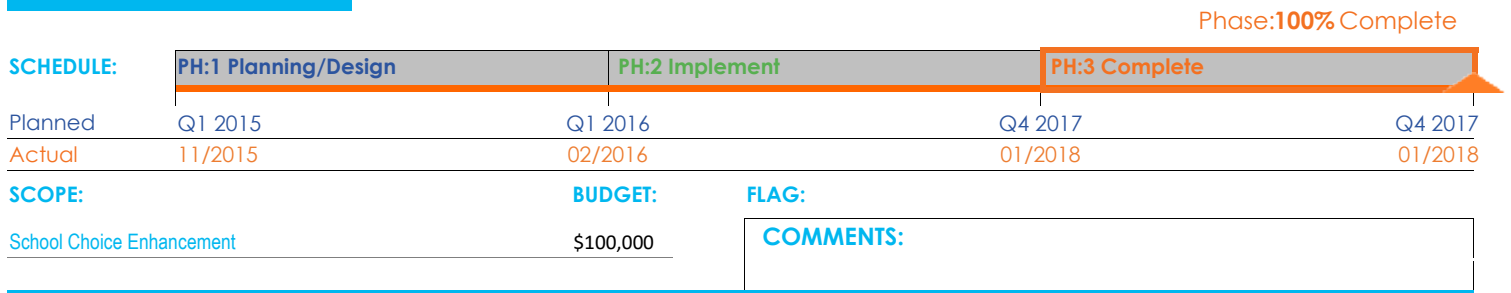 Phase:100% Complete
SCHEDULE: PH:1 Planning/Design PH:2 Implement PH:3 Complete
Planned Q1 2015 Q1 2016 Q4 2017 Q4 2017
Actual 11/2015 02/2016 01/2018 01/2018
SCOPE: BUDGET: FLAG:
School Choice Enhancement $100,000 COMMENTS: